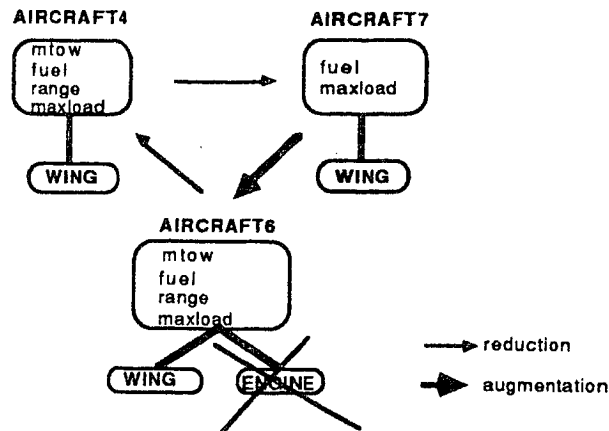 AIRCRAFT4
mtow
fuel
range
maxload
WING
AIRCRAFT7
fuel
maxload
WING
AIRCRAFT6
mtow
fuel
range
maxload
WING
ENGINE
reduction
augmentation